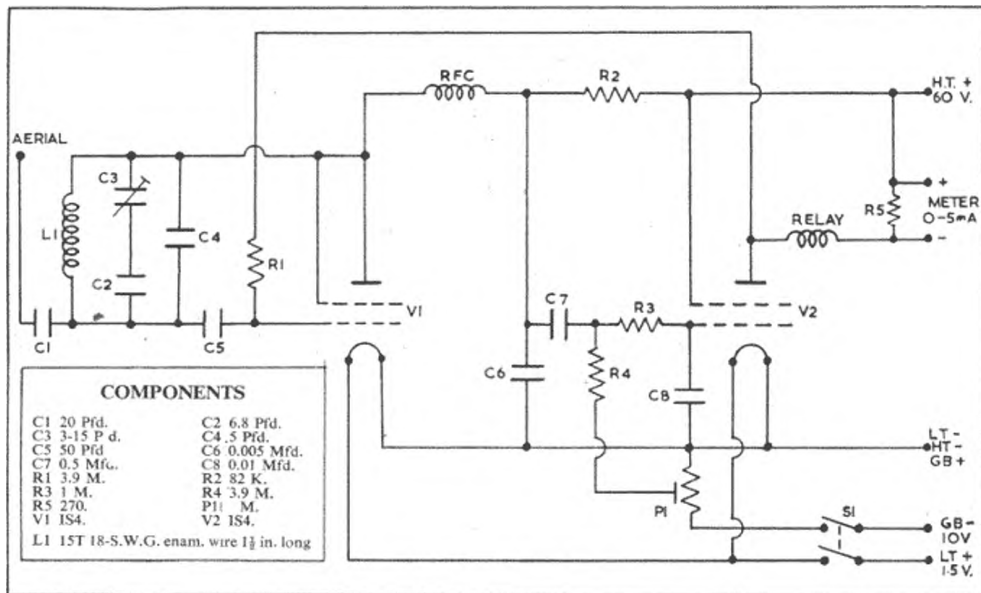 RFC
R2
H.T. +
60 V.
AERIAL
C3
L1
C4
C2
R1
C1
C5
V1
+
METER
0-5mA
-
R5
RELAY
C7
R3
V2
C6
R4
C8
LT -
HT -
GB +
P1
S1
GB -
10V
LT +
1.5 V.
COMPONENTS
C1 20 Pfd. C2 6.8 Pfd.
C3 3-15 P d. C4 .5 Pfd.
C5 50 Pfd C6 0.005 Mfd.
C7 0.5 Mfd. C8 0.01 Mfd.
R1 3.9 M. R2 82 K.
R3 1 M. R4 3.9 M.
R5 270. P1 M.
V1 IS4. V2 IS4.
L1 15T 18-S.W.G. enam. wire 1½ in. long